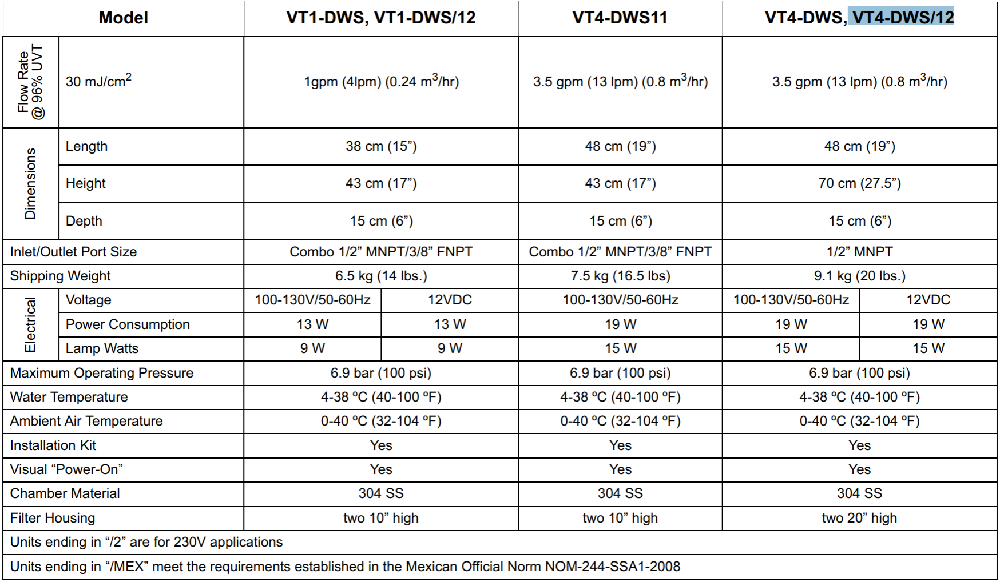 Model VT1-DWS, VT1-DWS/12 VT4-DWS11 VT4-DWS, VT4-DWS/12
Flow Rate
@ 96% UVT
30 mJ/cm² 1gpm (4lpm) (0.24 m³/hr) 3.5 gpm (13 lpm) (0.8 m³/hr) 3.5 gpm (13 lpm) (0.8 m³/hr)
Dimensions
Length 38 cm (15”) 48 cm (19”) 48 cm (19”)
Height 43 cm (17”) 43 cm (17”) 70 cm (27.5”)
Depth 15 cm (6”) 15 cm (6”) 15 cm (6”)
Inlet/Outlet Port Size Combo 1/2” MNPT/3/8” FNPT Combo 1/2” MNPT/3/8” FNPT 1/2” MNPT
Shipping Weight 6.5 kg (14 lbs.) 7.5 kg (16.5 lbs) 9.1 kg (20 lbs.)
Electrical
Voltage 100-130V/50-60Hz 12VDC 100-130V/50-60Hz 100-130V/50-60Hz 12VDC
Power Consumption 13 W 13 W 19 W 19 W 19 W
Lamp Watts 9 W 9 W 15 W 15 W 15 W
Maximum Operating Pressure 6.9 bar (100 psi) 6.9 bar (100 psi) 6.9 bar (100 psi)
Water Temperature 4-38 ºC (40-100 ºF) 4-38 ºC (40-100 ºF) 4-38 ºC (40-100 ºF)
Ambient Air Temperature 0-40 ºC (32-104 ºF) 0-40 ºC (32-104 ºF) 0-40 ºC (32-104 ºF)
Installation Kit Yes Yes Yes
Visual “Power-On” Yes Yes Yes
Chamber Material 304 SS 304 SS 304 SS
Filter Housing two 10” high two 10” high two 20” high
Units ending in “/2” are for 230V applications
Units ending in “/MEX” meet the requirements established in the Mexican Official Norm NOM-244-SSA1-2008